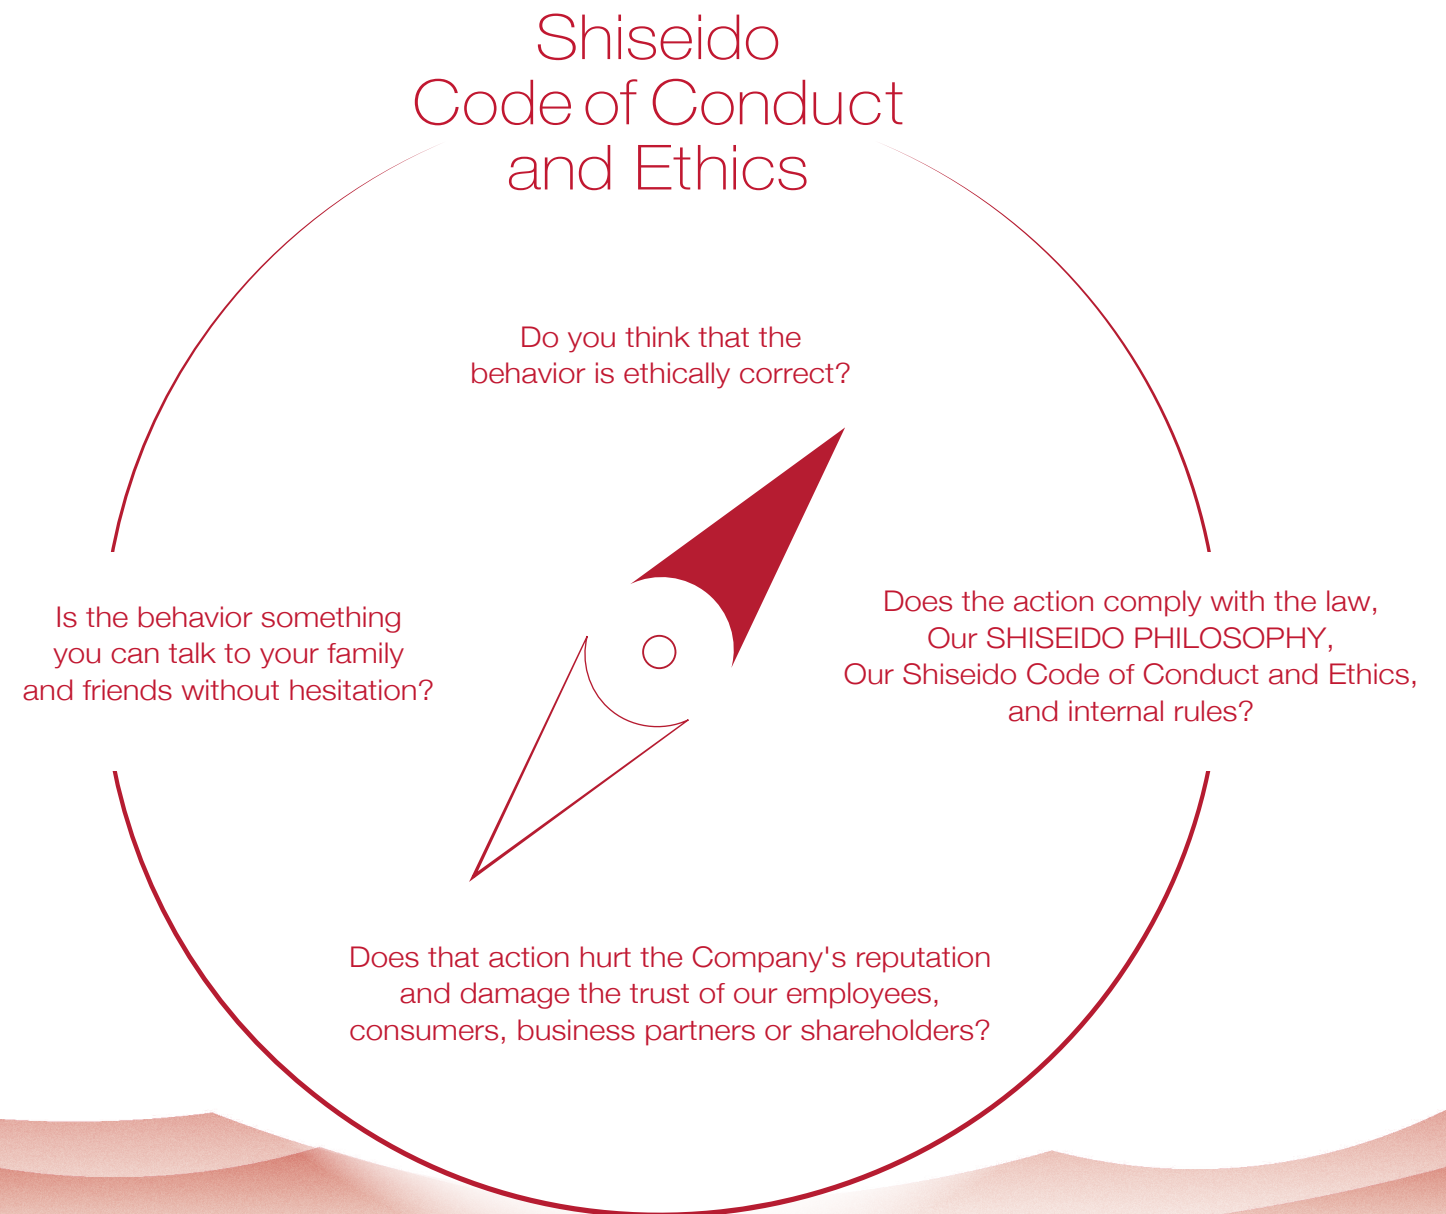 Shiseido
Code of Conduct
and Ethics
Do you think that the
behavior is ethically correct?
Is the behavior something
you can talk to your family
and friends without hesitation?
Does the action comply with the law,
Our SHISEIDO PHILOSOPHY,
Our Shiseido Code of Conduct and Ethics,
and internal rules?
Does that action hurt the Company's reputation
and damage the trust of our employees,
consumers, business partners or shareholders?